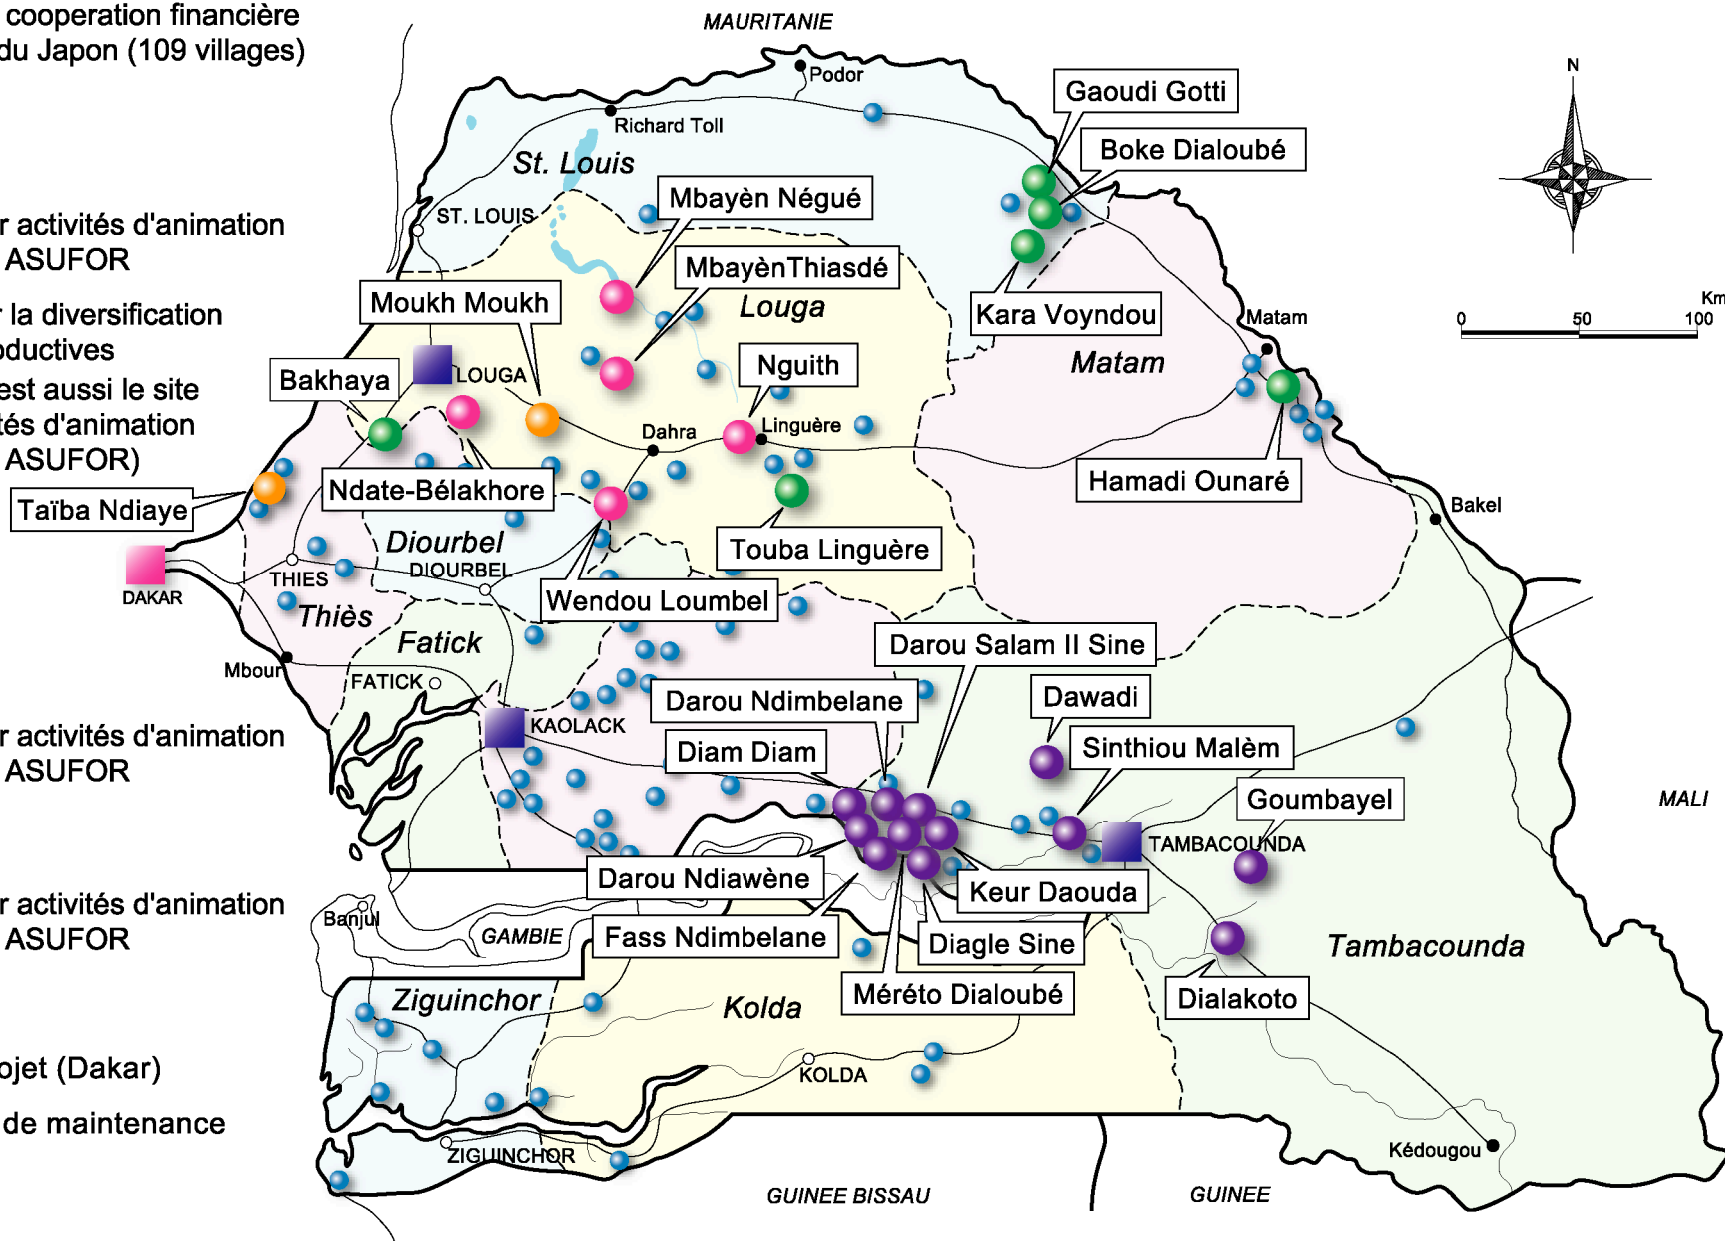 cooperation financière
du Japon (109 villages)
r activités d'animation
ASUFOR
r la diversification
oductives
est aussi le site
tés d'animation
ASUFOR)
r activités d'animation
ASUFOR
r activités d'animation
ASUFOR
ojet (Dakar)
de maintenance
MAURITANIE
Podor
Richard Toll
St. Louis
ST. LOUIS
Gaoudi Gotti
Boke Dialoubé
Mbayèn Négué
MbayènThiasdé
Moukh Moukh
Louga
Kara Voyndou
Matam
Matam
N
Km
0 50 100
Bakhaya
LOUGA
Nguith
Dahra
Linguère
Ndate-Bélakhore
Hamadi Ounaré
Taïba Ndiaye
Bakel
Diourbel
DIOURBEL
Touba Linguère
THIES
DAKAR
Thiès
Wendou Loumbel
Fatick
Mbour
FATICK
Darou Salam II Sine
Darou Ndimbelane
Dawadi
KAOLACK
Diam Diam
Sinthiou Malèm
Goumbayel
MALI
TAMBACOUNDA
Darou Ndiawène
Keur Daouda
Banjul
GAMBIE
Fass Ndimbelane
Diagle Sine
Tambacounda
Méréto Dialoubé
Dialakoto
Ziguinchor
Kolda
KOLDA
ZIGUINCHOR
Kédougou
GUINEE BISSAU
GUINEE